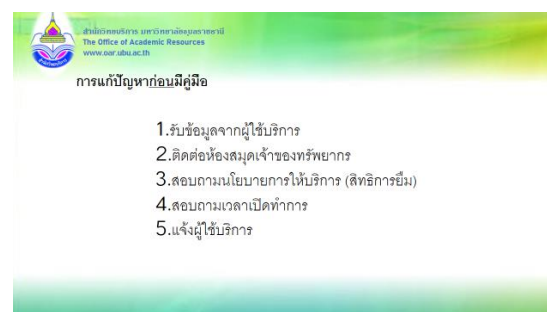 สำนักวิทยบริการ มหาวิทยาลัยอุบลราชธานี
The Office of Academic Resources
www.oar.ubu.ac.th
การแก้ปัญหาก่อนมีคู่มือ
1.รับข้อมูลจากผู้ใช้บริการ
2.ติดต่อห้องสมุดเจ้าของทรัพยากร
3.สอบถามนโยบายการให้บริการ (สิทธิการยืม)
4.สอบถามเวลาเปิดทำการ
5.แจ้งผู้ใช้บริการ